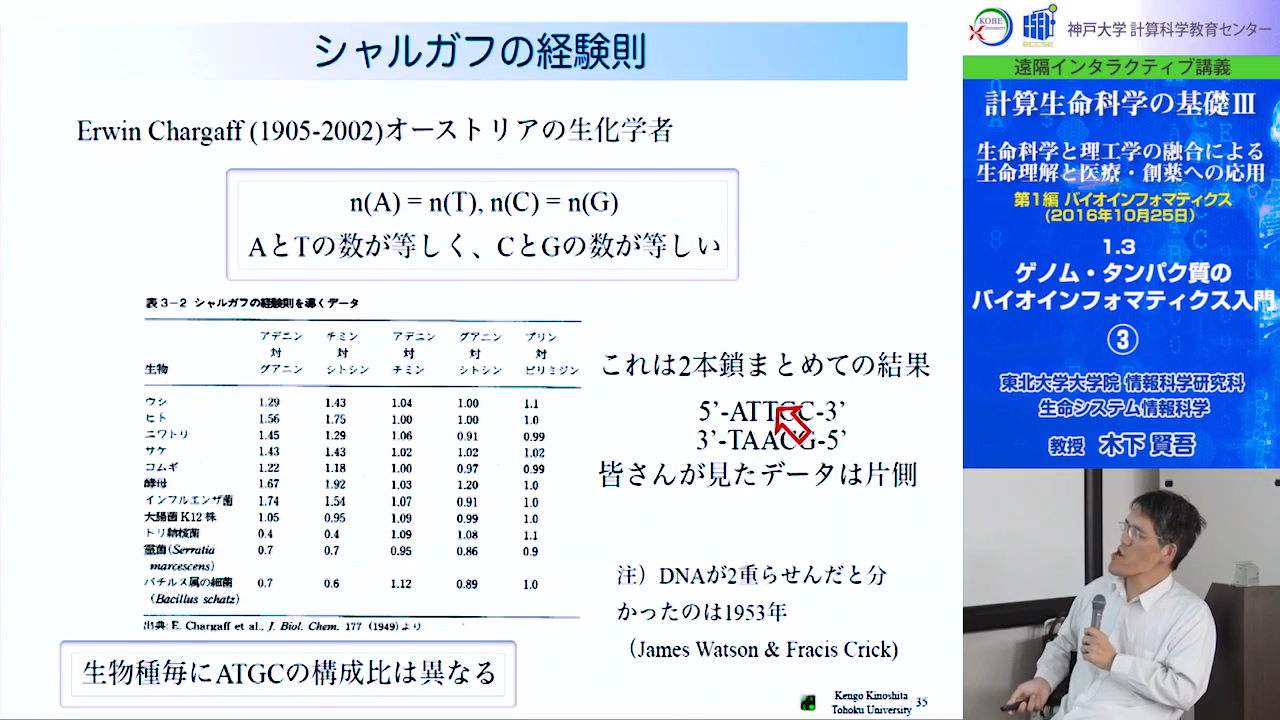 シャルガフの経験則
Erwin Chargaff (1905-2002)オーストリアの生化学者
n(A) = n(T), n(C) = n(G)
AとTの数が等しく、CとGの数が等しい
表3-2 シャルガフの経験則を導くデータ
生物 アデニン対グアニン チミン対シトシン アデニン対チミン グアニン対シトシン プリン対ピリミジン
ウシ 1.29 1.43 1.04 1.00 1.1
ヒト 1.56 1.75 1.00 1.00 1.0
ニワトリ 1.45 1.29 1.06 0.91 0.99
サケ 1.43 1.43 1.02 1.02 1.02
コムギ 1.22 1.18 1.00 0.97 0.99
酵母 1.67 1.92 1.03 1.20 1.0
インフルエンザ菌 1.74 1.54 1.07 0.91 1.0
大腸菌K12株 1.05 0.95 1.09 0.99 1.0
トリ結核菌 0.4 0.4 1.09 1.08 1.1
霊菌(Serratia 0.7 0.7 0.95 0.86 0.9
marcescens)
バチルス属の細菌 0.7 0.6 1.12 0.89 1.0
(Bacillus schatz)
出典: E. Chargaff et al., J. Biol. Chem. 177 (1949)より
これは2本鎖まとめての結果
5’-ATTGC-3’
3’-TAACG-5’
皆さんが見たデータは片側
注）DNAが2重らせんだと分
かったのは1953年
（James Watson & Fracis Crick)
生物種毎にATGCの構成比は異なる
Kengo Kinoshita
Tohoku University
35
KOBE
神戸大学 計算科学教育センター
遠隔インタラクティブ講義
計算生命科学の基礎Ⅲ
生命科学と理工学の融合による
生命理解と医療・創薬への応用
第1編 バイオインフォマティクス
(2016年10月25日)
1.3
ゲノム・タンパク質の
バイオインフォマティクス入門
③
東北大学大学院 情報科学研究科
生命システム情報科学
教授 木下 賢吾